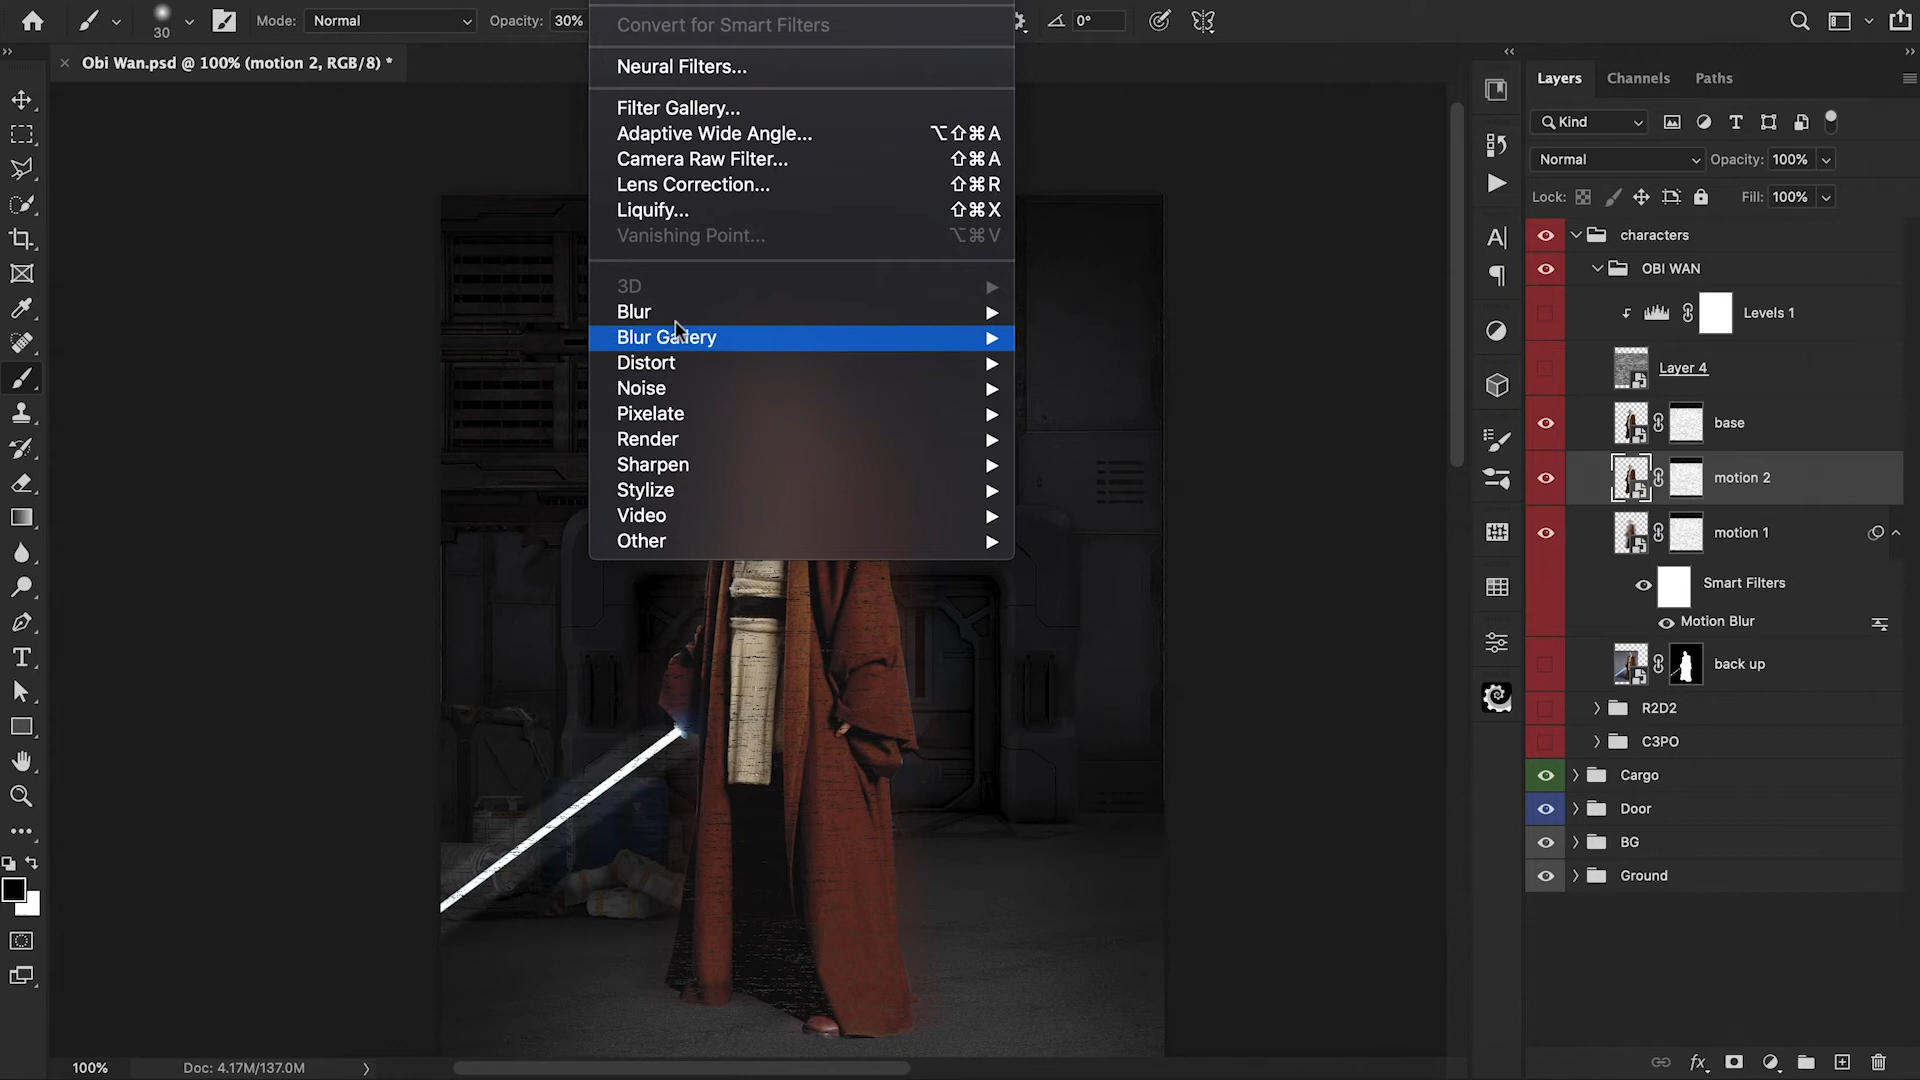 30
Mode: Normal
Opacity: 30%
0°
Obi Wan.psd @ 100% (motion 2, RGB/8) *
Convert for Smart Filters
Neural Filters...
Filter Gallery...
Adaptive Wide Angle... ⌥⇧⌘A
Camera Raw Filter... ⇧⌘A
Lens Correction... ⇧⌘R
Liquify... ⇧⌘X
Vanishing Point... ⌥⌘V
3D
Blur
Blur Gallery
Distort
Noise
Pixelate
Render
Sharpen
Stylize
Video
Other
Layers Channels Paths
Kind
Normal Opacity: 100%
Lock: Fill: 100%
characters
OBI WAN
Levels 1
Layer 4
base
motion 2
motion 1
Smart Filters
Motion Blur
back up
R2D2
C3PO
Cargo
Door
BG
Ground
100% Doc: 4.17M/137.0M